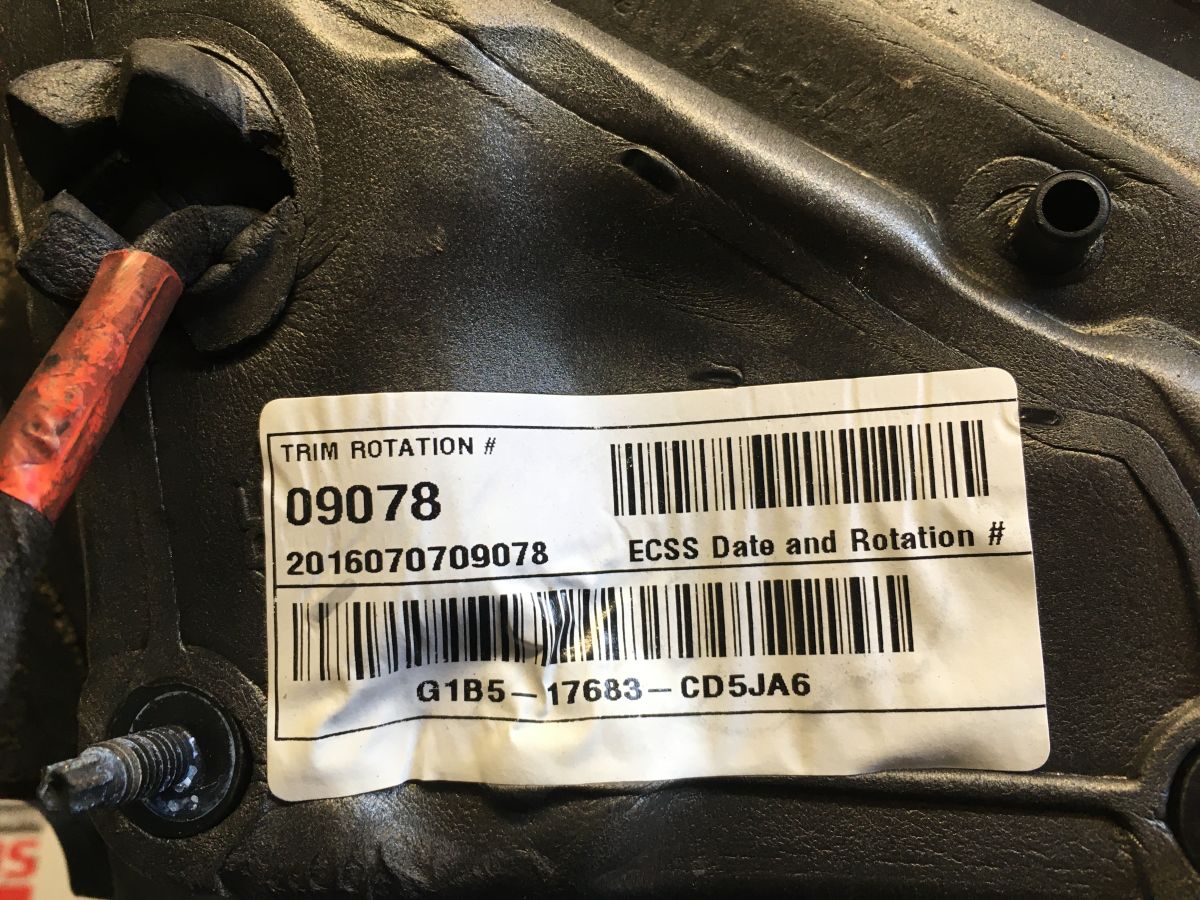 TRIM ROTATION #
09078
2016070709078
ECSS Date and Rotation #
G1B5-17683-CD5JA6